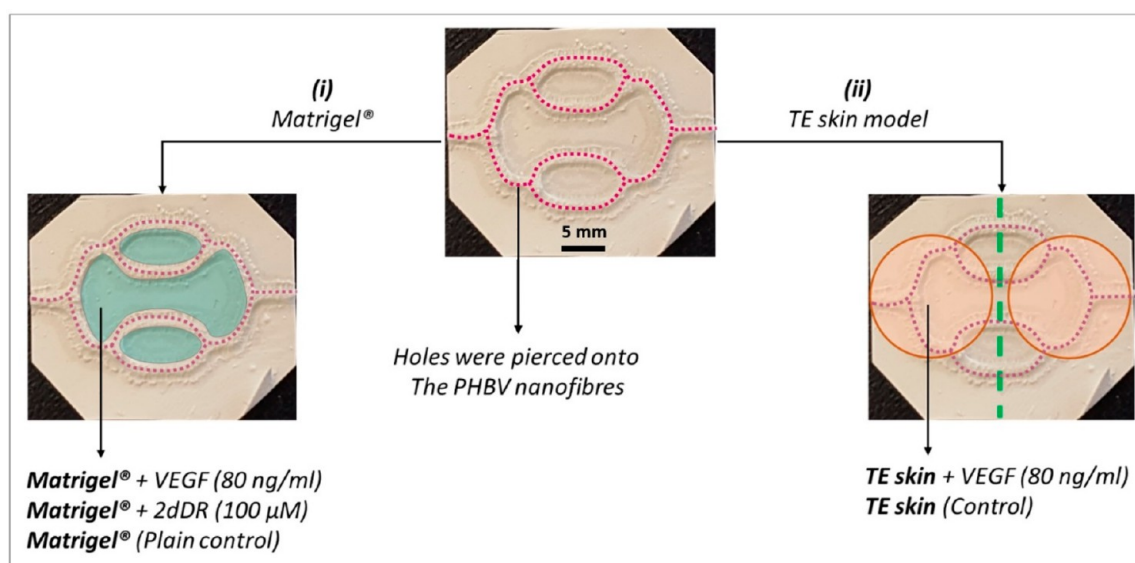 (i)
Matrigel®
(ii)
TE skin model
5 mm
Holes were pierced onto
The PHBV nanofibres
Matrigel® + VEGF (80 ng/ml)
Matrigel® + 2dDR (100 µM)
Matrigel® (Plain control)
TE skin + VEGF (80 ng/ml)
TE skin (Control)